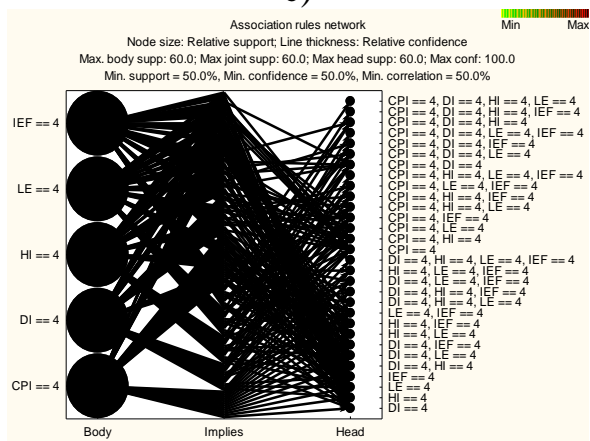 Association rules network
Node size: Relative support; Line thickness: Relative confidence
Max. body supp: 60.0; Max joint supp: 60.0; Max head supp: 60.0; Max conf: 100.0
Min. support = 50.0%, Min. confidence = 50.0%, Min. correlation = 50.0%
Min Max
IEF == 4
LE == 4
HI == 4
DI == 4
CPI == 4
CPI == 4, DI == 4, HI == 4, LE == 4
CPI == 4, DI == 4, HI == 4, IEF == 4
CPI == 4, DI == 4, HI == 4
CPI == 4, DI == 4, LE == 4, IEF == 4
CPI == 4, DI == 4, IEF == 4
CPI == 4, DI == 4, LE == 4
CPI == 4, DI == 4
CPI == 4, HI == 4, LE == 4, IEF == 4
CPI == 4, LE == 4, IEF == 4
CPI == 4, HI == 4, IEF == 4
CPI == 4, HI == 4, LE == 4
CPI == 4, IEF == 4
CPI == 4, LE == 4
CPI == 4, HI == 4
CPI == 4
DI == 4, HI == 4, LE == 4, IEF == 4
HI == 4, LE == 4, IEF == 4
DI == 4, LE == 4, IEF == 4
DI == 4, HI == 4, IEF == 4
DI == 4, HI == 4, LE == 4
LE == 4, IEF == 4
HI == 4, IEF == 4
HI == 4, LE == 4
DI == 4, IEF == 4
DI == 4, LE == 4
DI == 4, HI == 4
IEF == 4
LE == 4
HI == 4
DI == 4
Body Implies Head